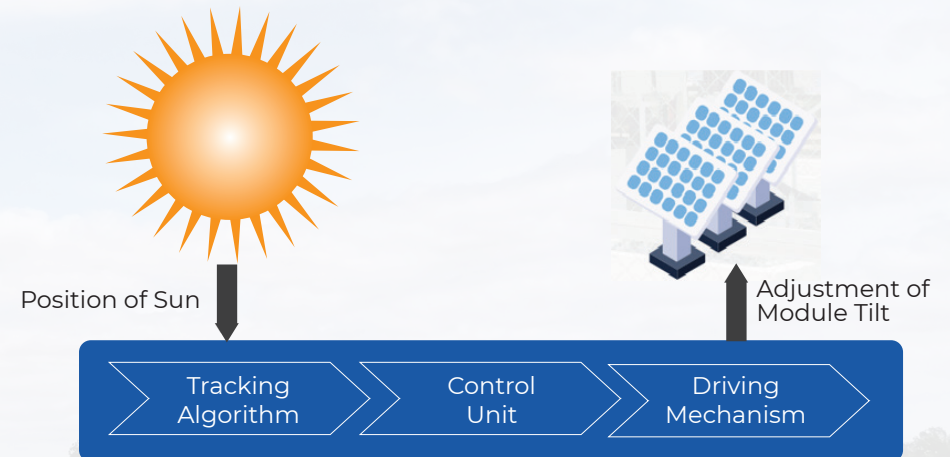 Position of Sun
Adjustment of
Module Tilt
Tracking
Algorithm
Control
Unit
Driving
Mechanism